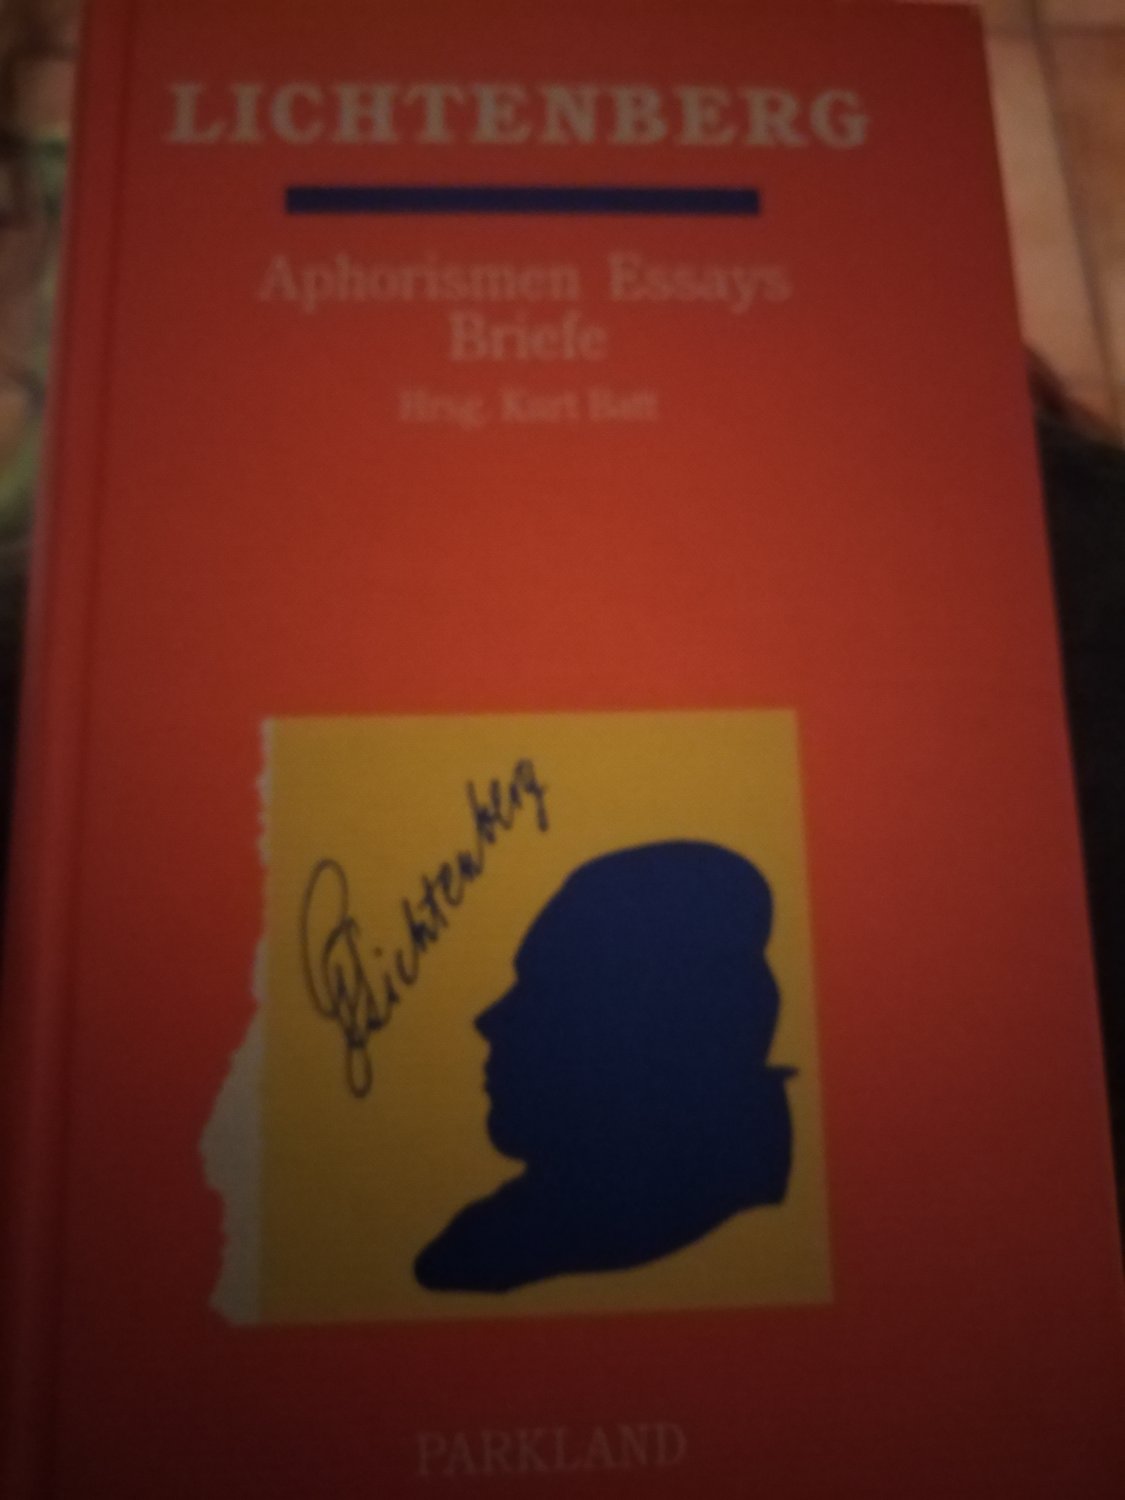 LICHTENBERG
Aphorismen Essays
Briefe
Hrsg. Kurt Batt
Lichtenberg
PARKLAND